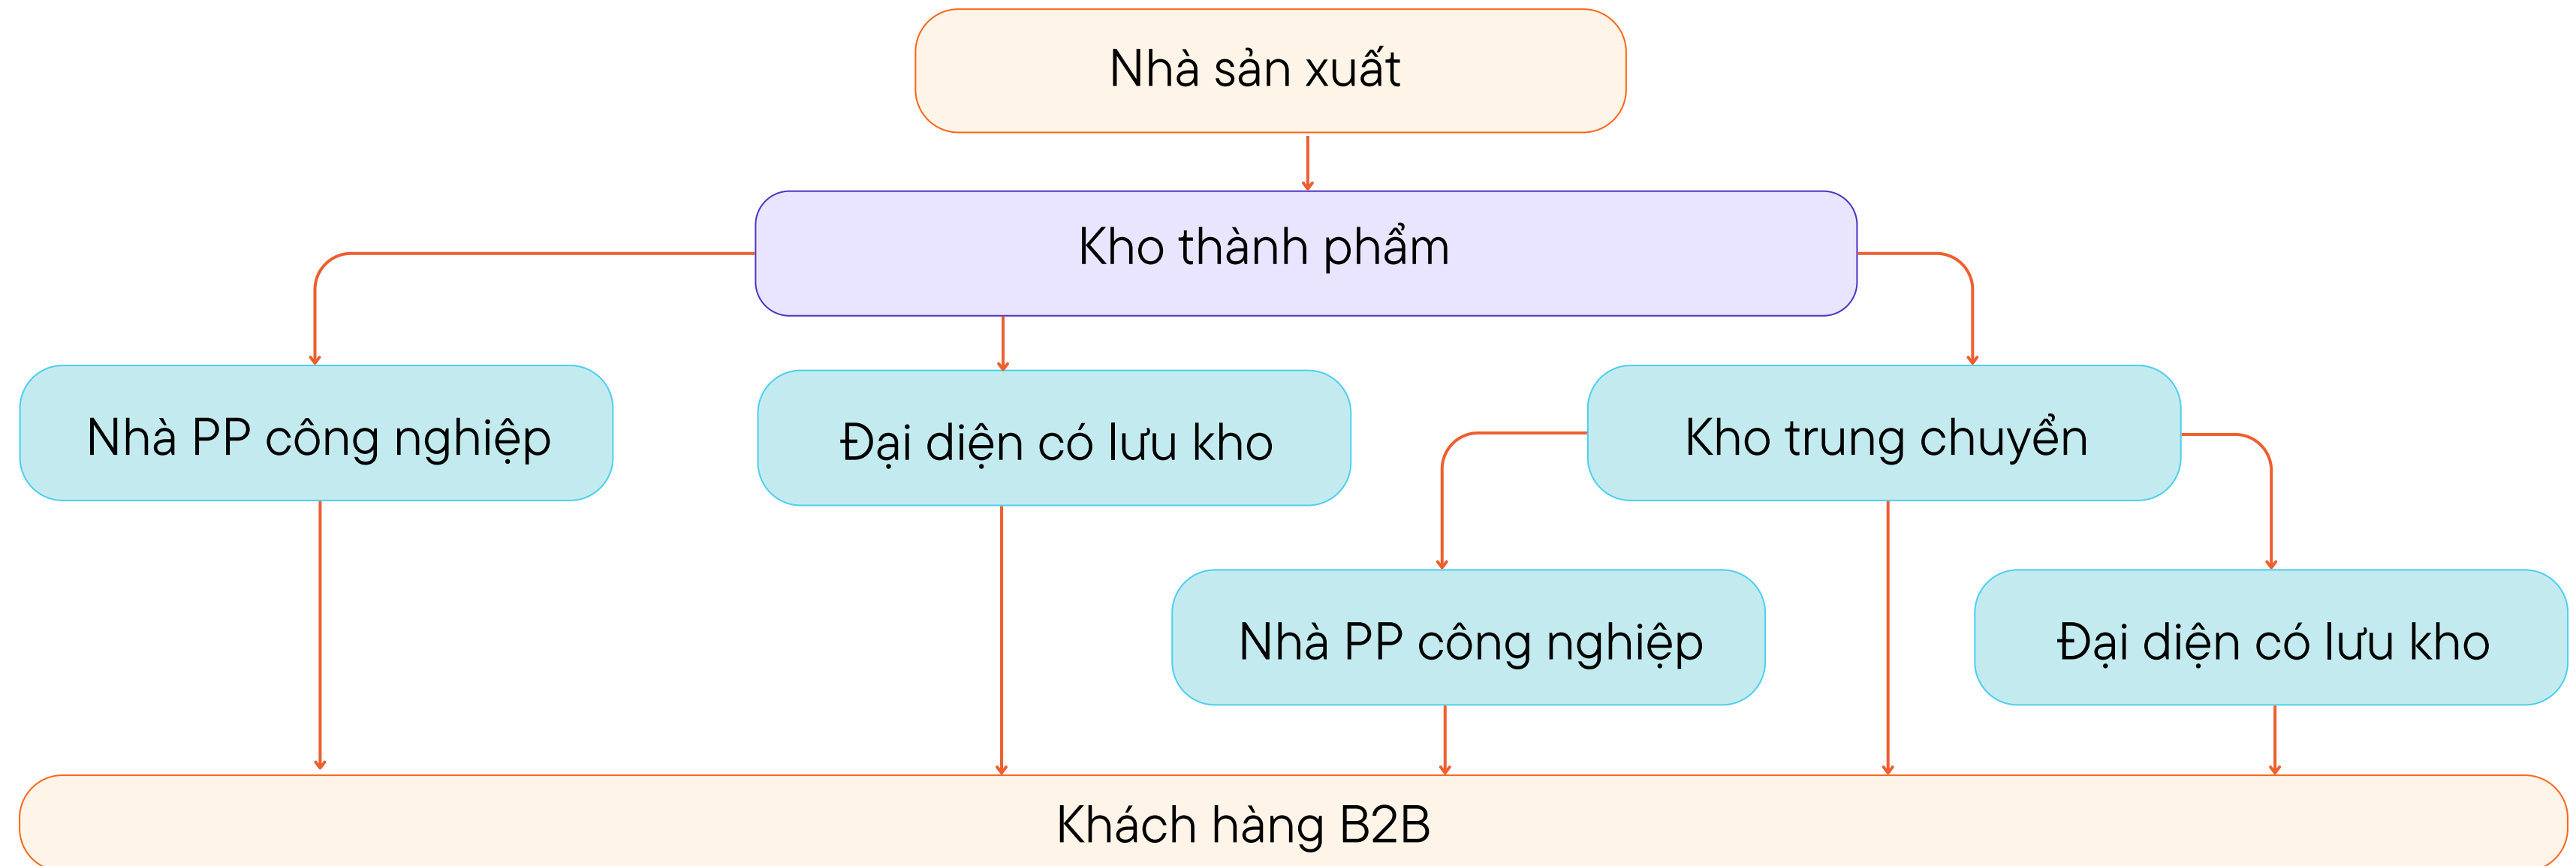 Nhà sản xuất
Kho thành phẩm
Nhà PP công nghiệp
Đại diện có lưu kho
Kho trung chuyển
Nhà PP công nghiệp
Đại diện có lưu kho
Khách hàng B2B